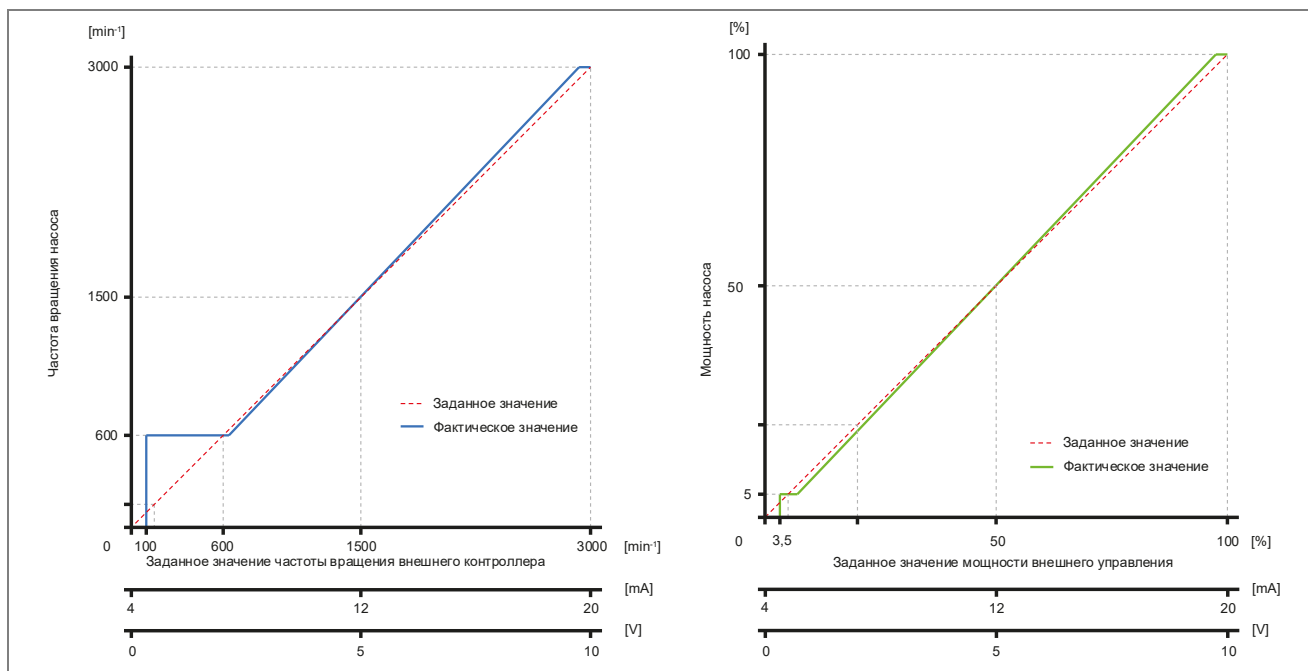 [min-1]
3000
1500
600
Частота вращения насоса
Заданное значение
Фактическое значение
0 100 600 1500 3000 [min-1]
Заданное значение частоты вращения внешнего контроллера
[mA]
4 12 20
[V]
0 5 10
[%]
100
50
5
Мощность насоса
Заданное значение
Фактическое значение
0 3,5 50 100 [%]
Заданное значение мощности внешнего управления
[mA]
4 12 20
[V]
0 5 10